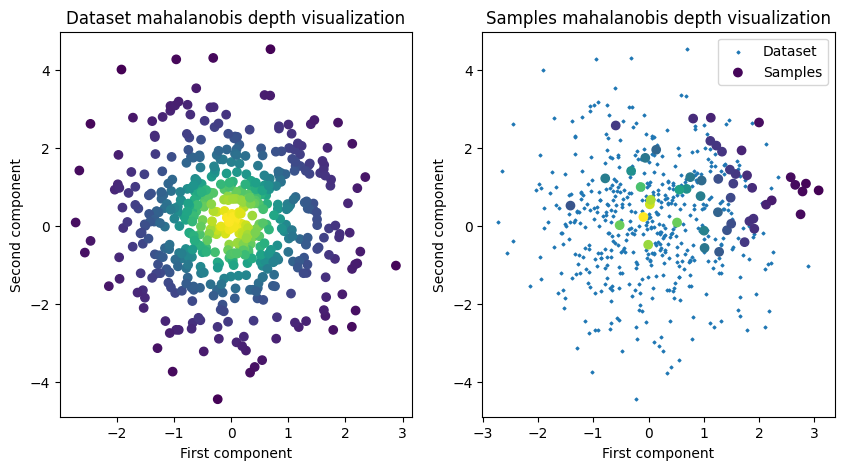 Dataset mahalanobis depth visualization
4
2
0
−2
−4
Second component
−2
−1
0
1
2
3
First component
Samples mahalanobis depth visualization
Dataset
Samples
4
2
0
−2
−4
Second component
−3
−2
−1
0
1
2
3
First component